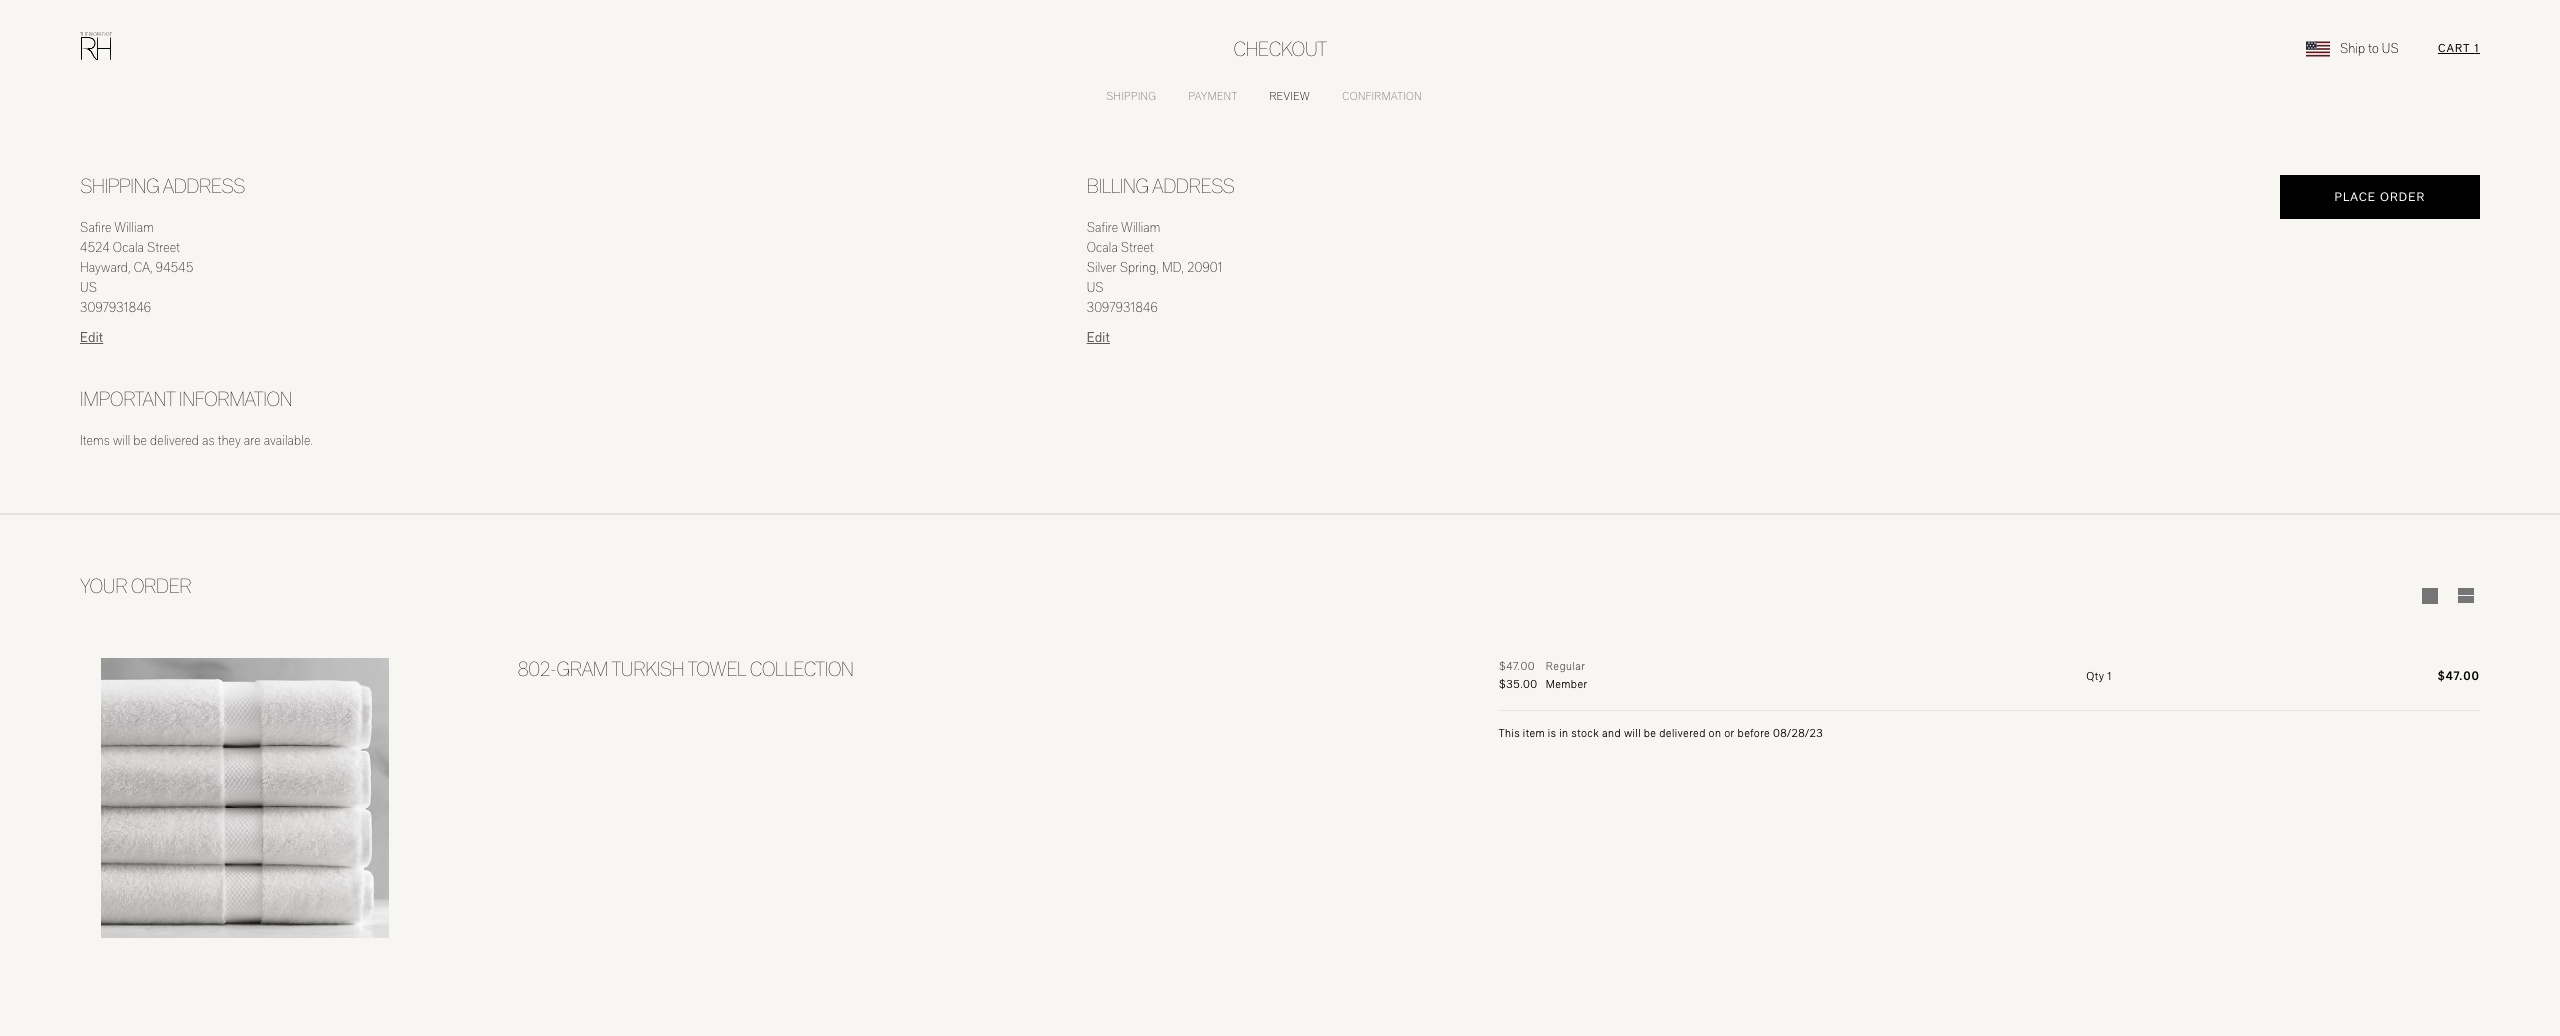 RH
CHECKOUT
Ship to US
CART 1
SHIPPING PAYMENT REVIEW CONFIRMATION
SHIPPING ADDRESS
Safire William
4524 Ocala Street
Hayward, CA, 94545
US
3097931846
Edit
BILLING ADDRESS
Safire William
Ocala Street
Silver Spring, MD, 20901
US
3097931846
Edit
PLACE ORDER
IMPORTANT INFORMATION
Items will be delivered as they are available.
YOUR ORDER
802-GRAM TURKISH TOWEL COLLECTION
$47.00 Regular
$35.00 Member
Qty 1
$47.00
This item is in stock and will be delivered on or before 08/28/23